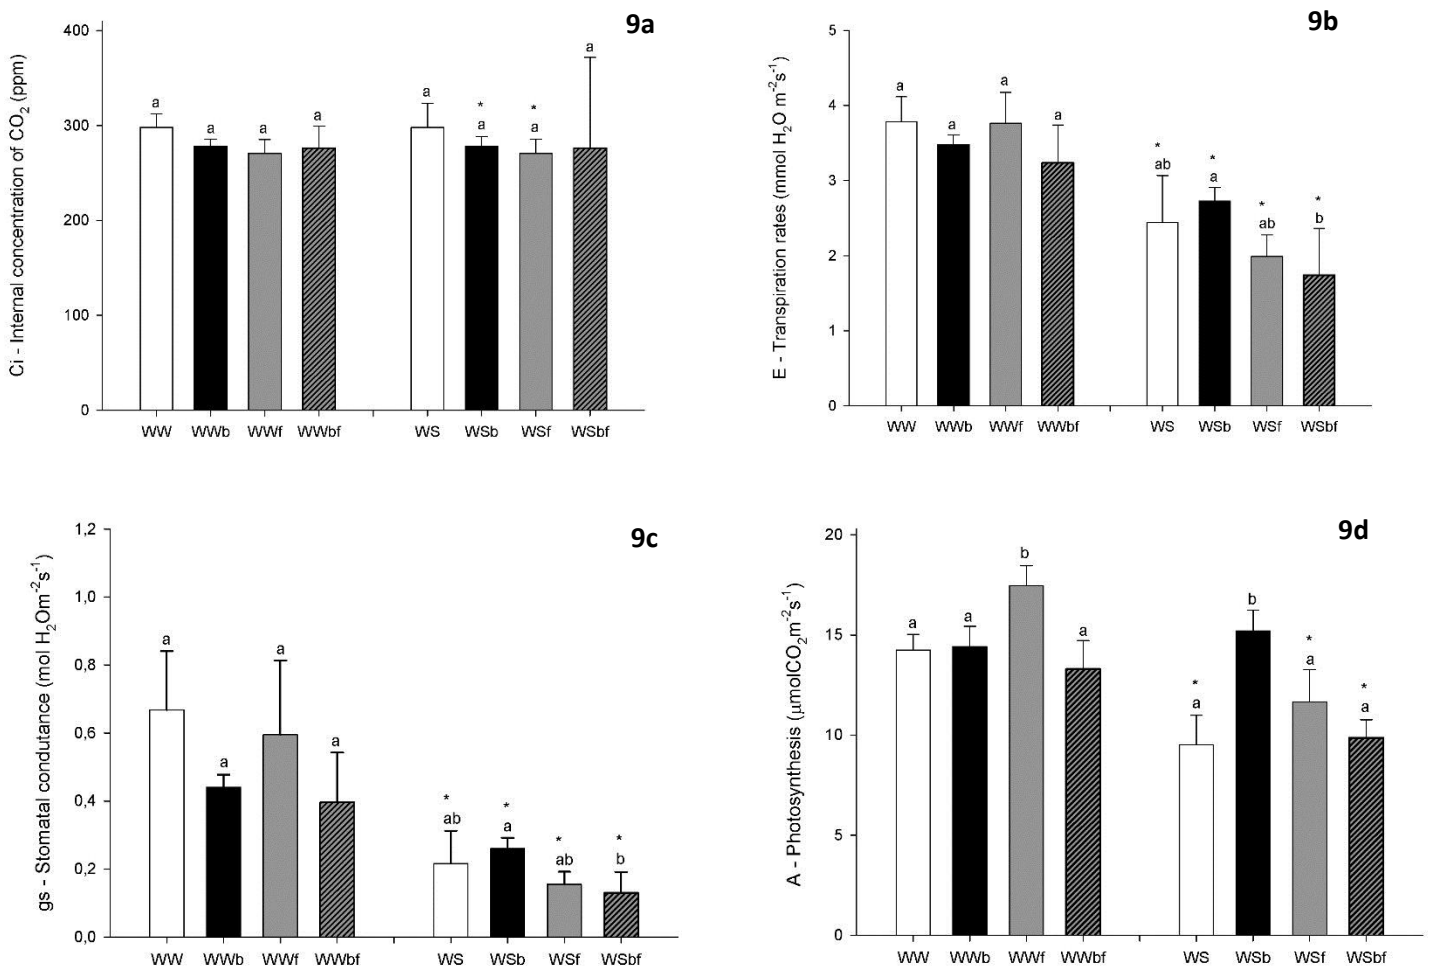 9a
Ci - Internal concentration of CO2 (ppm)
400
300
200
100
0
a
a
a
a
a
*
a
*
a
a
WW WWb WWf WWbf WS WSb WSf WSbf
9b
E - Transpiration rates (mmol H2O m-2s-1)
5
4
3
2
1
0
a
a
a
a
*
ab
*
a
*
ab
*
b
WW WWb WWf WWbf WS WSb WSf WSbf
9c
gs - Stomatal condutance (mol H2Om-2s-1)
1,2
1,0
0,8
0,6
0,4
0,2
0,0
a
a
a
a
*
ab
*
a
*
ab
*
b
WW WWb WWf WWbf WS WSb WSf WSbf
9d
A - Photosynthesis (µmolCO2m-2s-1)
20
15
10
5
0
a
a
b
a
*
a
b
*
a
*
a
WW WWb WWf WWbf WS WSb WSf WSbf